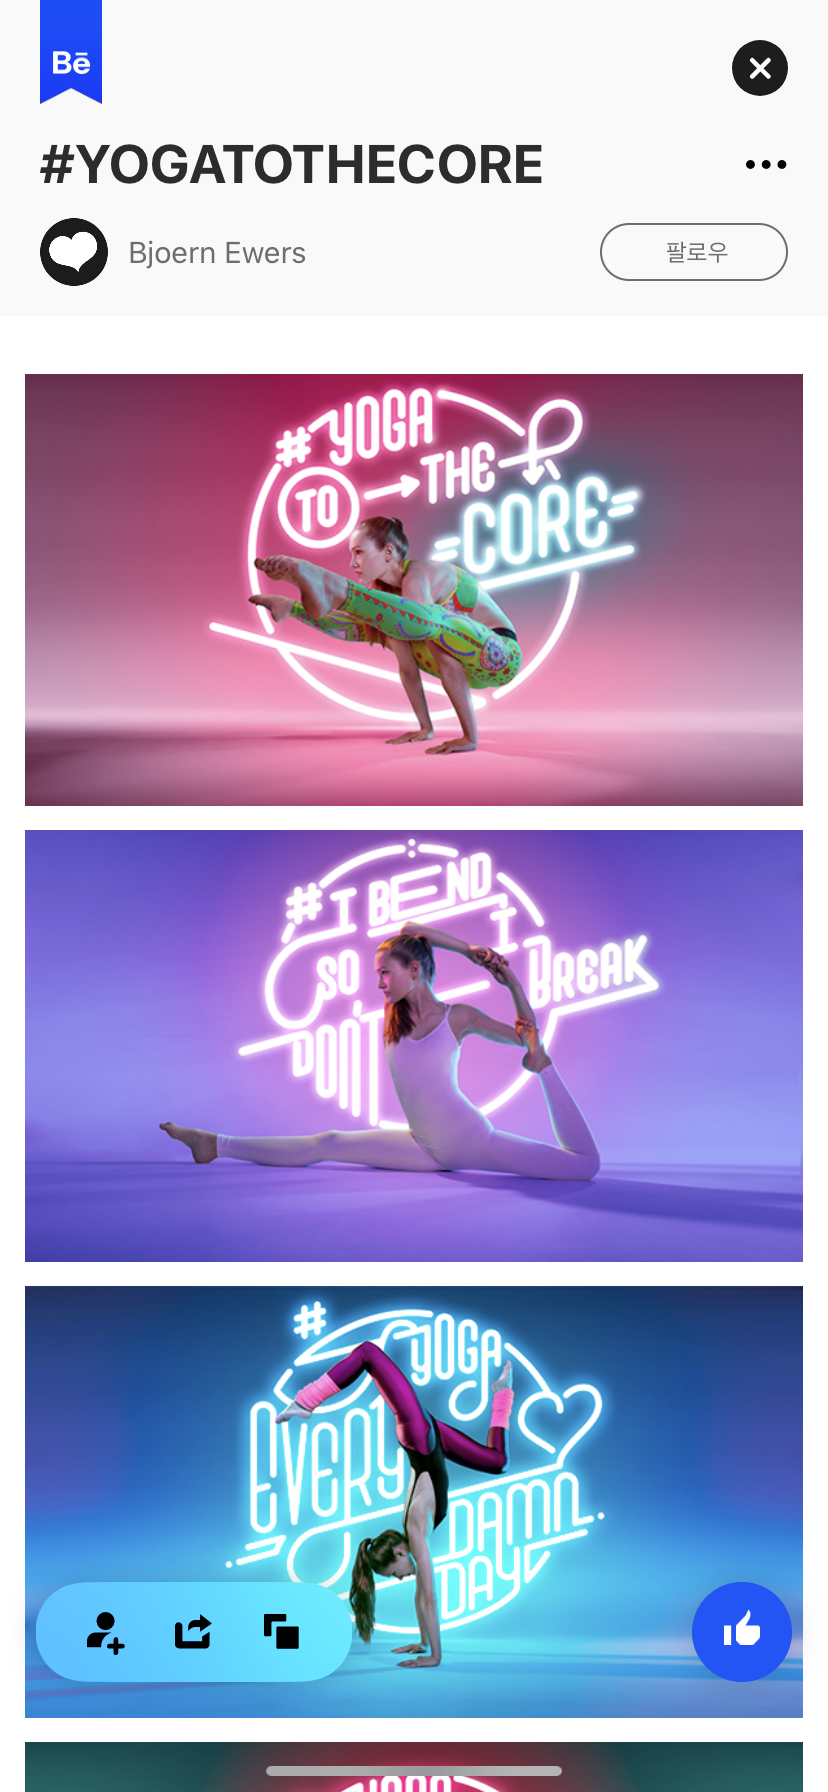 Bē
#YOGATOTHECORE
Bjoern Ewers
팔로우
#YOGA
TO THE
CORE
#I BEND
SO I
DON'T BREAK
#YOGA
EVERY
DAMN
DAY